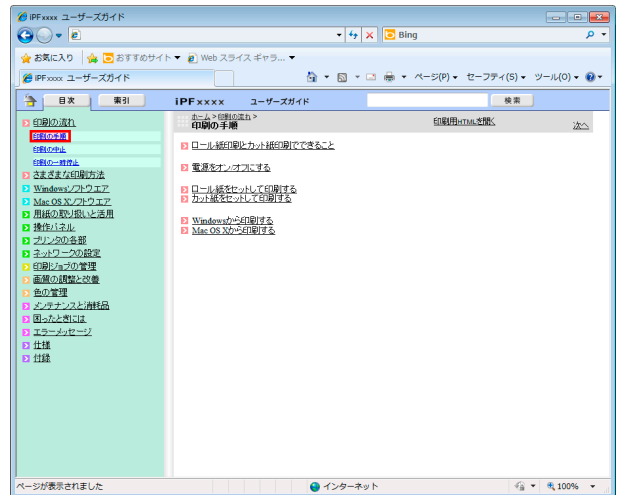 iPFxxxx ユーザーズガイド
Bing
お気に入り おすすめサイト Web スライス ギャラ...
iPFxxxx ユーザーズガイド ページ(P) セーフティ(S) ツール(O)
目次 索引 iPFxxxx ユーザーズガイド 検索
ホーム > 印刷の流れ >
印刷の手順
印刷用HTMLを開く
次へ
印刷の流れ
印刷の手順
印刷の中止
印刷の一時停止
さまざまな印刷方法
Windowsソフトウエア
Mac OS Xソフトウエア
用紙の取り扱いと活用
操作パネル
プリンタの各部
ネットワークの設定
印刷ジョブの管理
画質の調整と改善
色の管理
メンテナンスと消耗品
困ったときには
エラーメッセージ
仕様
付録
ロール紙印刷とカット紙印刷でできること
電源をオン/オフにする
ロール紙をセットして印刷する
カット紙をセットして印刷する
Windowsから印刷する
Mac OS Xから印刷する
ページが表示されました インターネット 100%